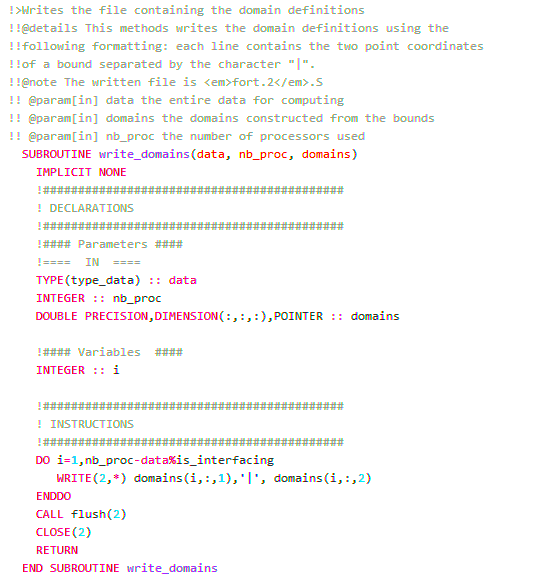 !>Writes the file containing the domain definitions
!!@details This methods writes the domain definitions using the
!!following formatting: each line contains the two point coordinates
!!of a bound separated by the character "|".
!!@note The written file is <em>fort.2</em>.S
!! @param[in] data the entire data for computing
!! @param[in] domains the domains constructed from the bounds
!! @param[in] nb_proc the number of processors used
SUBROUTINE write_domains(data, nb_proc, domains)
IMPLICIT NONE
!###########################################
! DECLARATIONS
!###########################################
!#### Parameters ####
!====  IN  ====
TYPE(type_data) :: data
INTEGER :: nb_proc
DOUBLE PRECISION,DIMENSION(:,:,:),POINTER :: domains
!#### Variables  ####
INTEGER :: i
!###########################################
! INSTRUCTIONS
!###########################################
DO i=1,nb_proc-data%is_interfacing
WRITE(2,*) domains(i,:,1),'|', domains(i,:,2)
ENDDO
CALL flush(2)
CLOSE(2)
RETURN
END SUBROUTINE write_domains